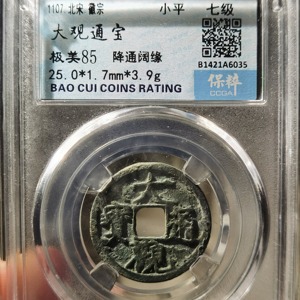 1107 北宋 徽宗 小平 七级
大观通宝
极美85 降通阔缘
25.0*1.7mm*3.9g
BAO CUI COINS RATING
B1421A6035
保粹
CCGA
大觀通寶